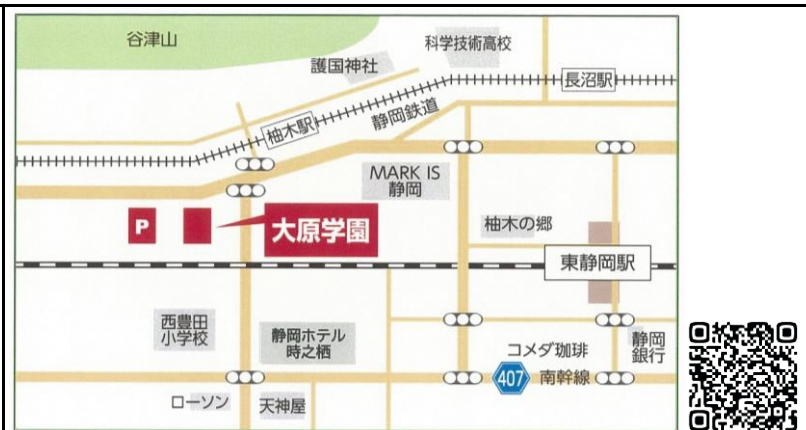 谷津山
科学技術高校
護国神社
長沼駅
静岡鉄道
柚木駅
MARK IS
静岡
P
大原学園
柚木の郷
東静岡駅
西豊田
小学校
静岡ホテル
時之栖
コメダ珈琲
静岡
銀行
407 南幹線
ローソン
天神屋